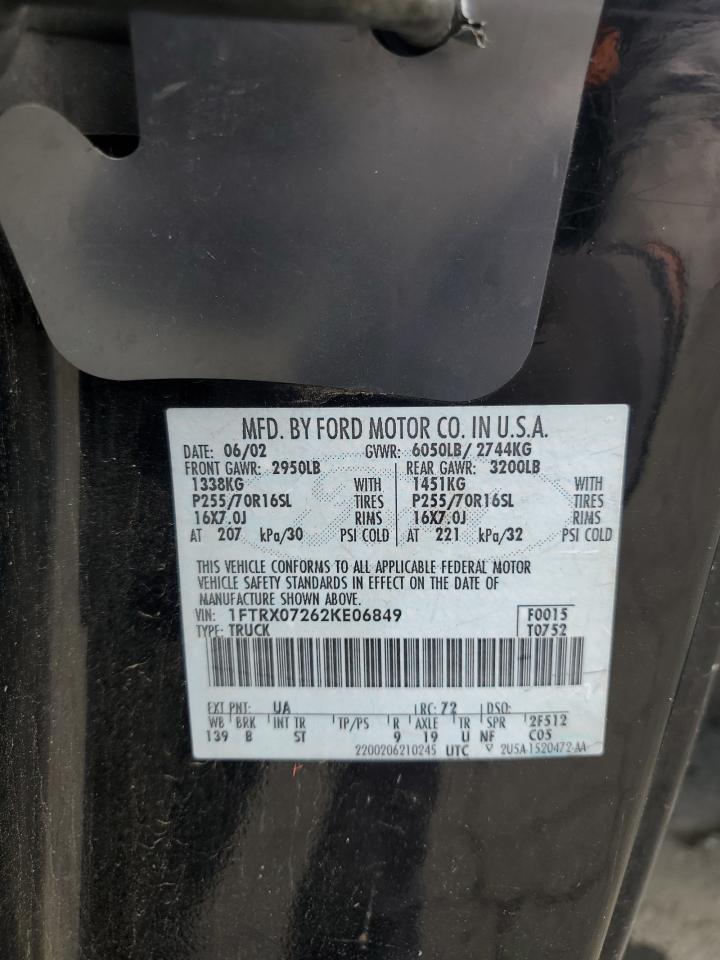 MFD. BY FORD MOTOR CO. IN U.S.A.
DATE: 06/02 GVWR: 6050LB/ 2744KG
FRONT GAWR: 2950LB REAR GAWR: 3200LB
1338KG WITH 1451KG WITH
P255/70R16SL TIRES P255/70R16SL TIRES
16X7.0J RIMS 16X7.0J RIMS
AT 207 kPa/30 PSI COLD AT 221 kPa/32 PSI COLD
THIS VEHICLE CONFORMS TO ALL APPLICABLE FEDERAL MOTOR
VEHICLE SAFETY STANDARDS IN EFFECT ON THE DATE OF
MANUFACTURE SHOWN ABOVE.
VIN: 1FTRX07262KE06849 F0015
TYPE: TRUCK T0752
EXT PNT: UA RC: 72 DSO:
WB BRK INT TR TP/PS R AXLE TR SPR 2F512
139 B ST 9 19 U NF C05
2200206210245 UTC 2U5A-1520472-AA